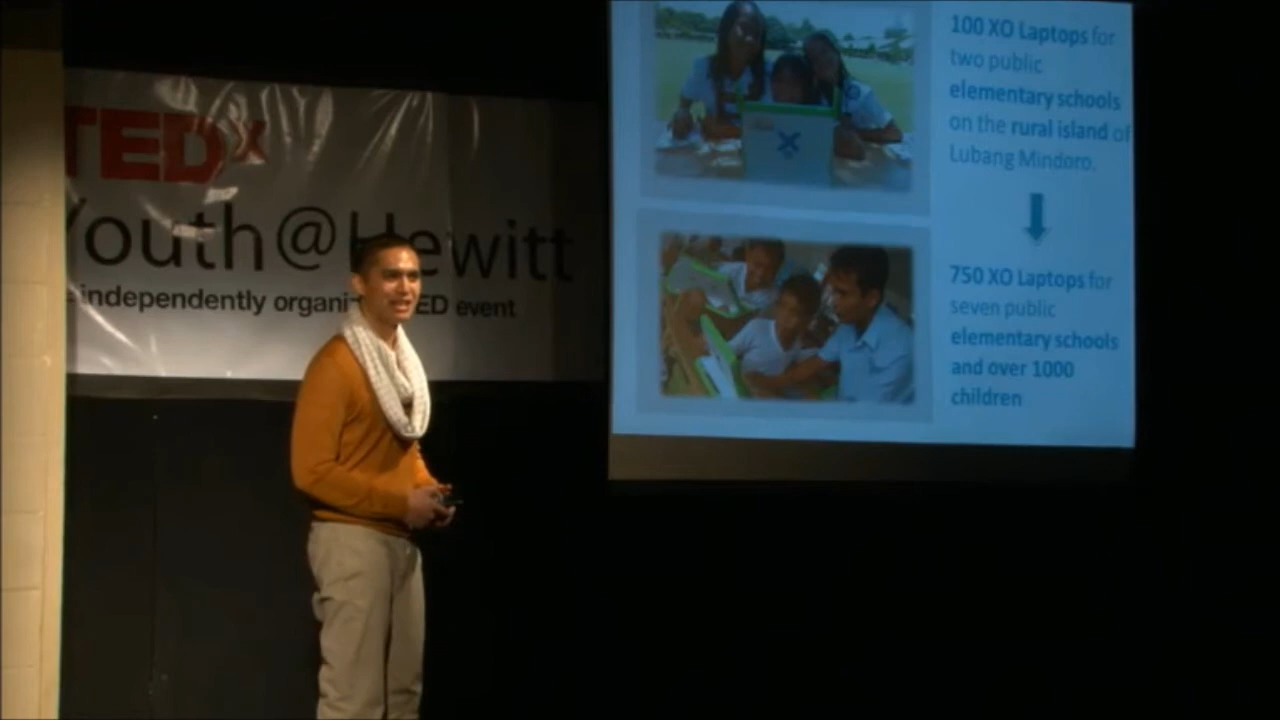 TEDx
Youth@Hewitt
independently organi ED event
100 XO Laptops for
two public
elementary schools
on the rural island of
Lubang Mindoro.
750 XO Laptops for
seven public
elementary schools
and over 1000
children